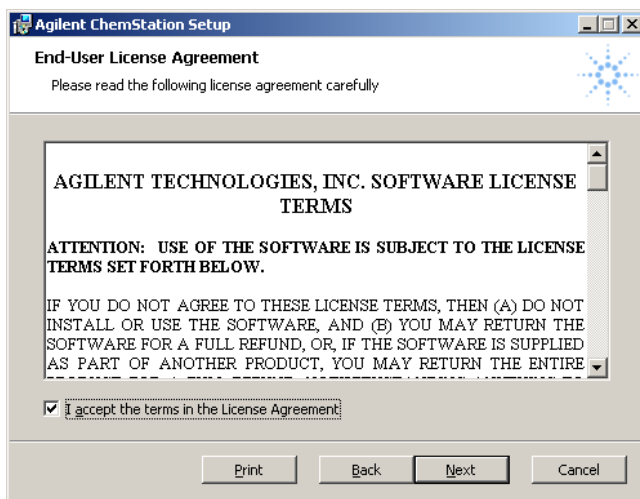 Agilent ChemStation Setup
End-User License Agreement
Please read the following license agreement carefully
AGILENT TECHNOLOGIES, INC. SOFTWARE LICENSE
TERMS
ATTENTION: USE OF THE SOFTWARE IS SUBJECT TO THE LICENSE
TERMS SET FORTH BELOW.
IF YOU DO NOT AGREE TO THESE LICENSE TERMS, THEN (A) DO NOT
INSTALL OR USE THE SOFTWARE, AND (B) YOU MAY RETURN THE
SOFTWARE FOR A FULL REFUND, OR, IF THE SOFTWARE IS SUPPLIED
AS PART OF ANOTHER PRODUCT, YOU MAY RETURN THE ENTIRE
I accept the terms in the License Agreement
Print Back Next Cancel